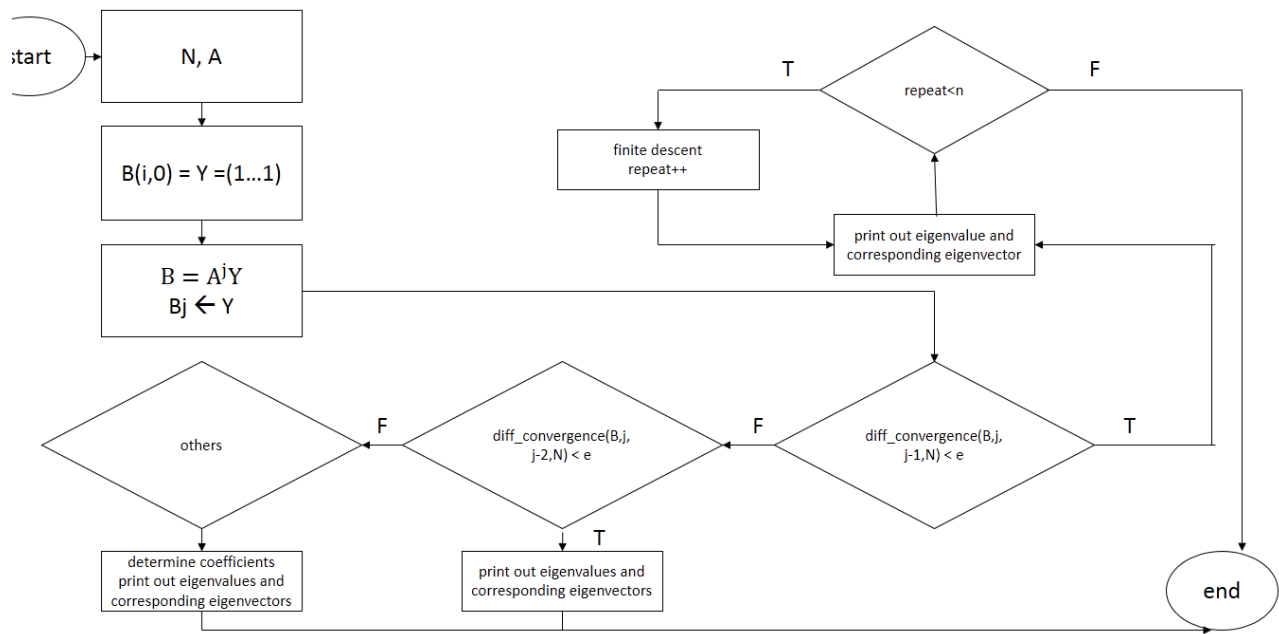 start
N, A
B(i,0) = Y =(1...1)
B = AʲY
Bj ← Y
T
repeat<n
F
finite descent
repeat++
print out eigenvalue and
corresponding eigenvector
others
F
diff_convergence(B,j,
j-2,N) < e
F
diff_convergence(B,j,
j-1,N) < e
T
T
determine coefficients
print out eigenvalues and
corresponding eigenvectors
print out eigenvalues and
corresponding eigenvectors
end